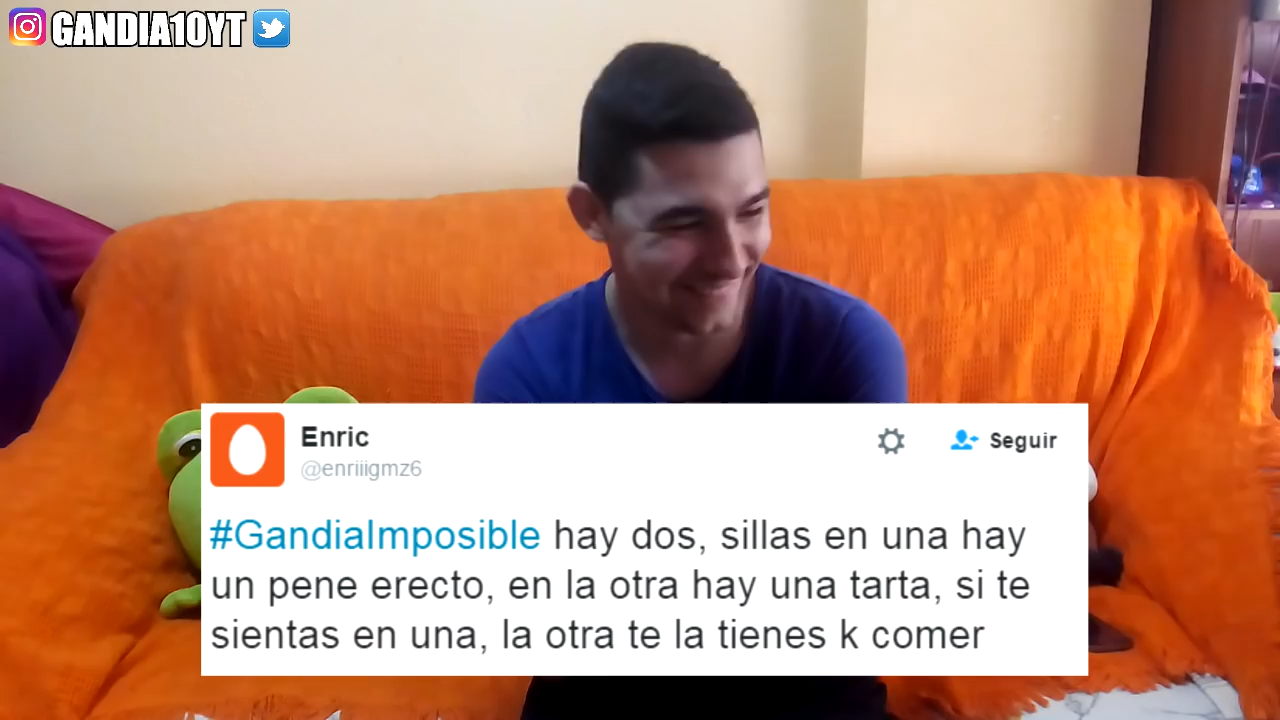 GANDIA10YT
Enric
@enriiigmz6
Seguir
#GandiaImposible hay dos, sillas en una hay
un pene erecto, en la otra hay una tarta, si te
sientas en una, la otra te la tienes k comer